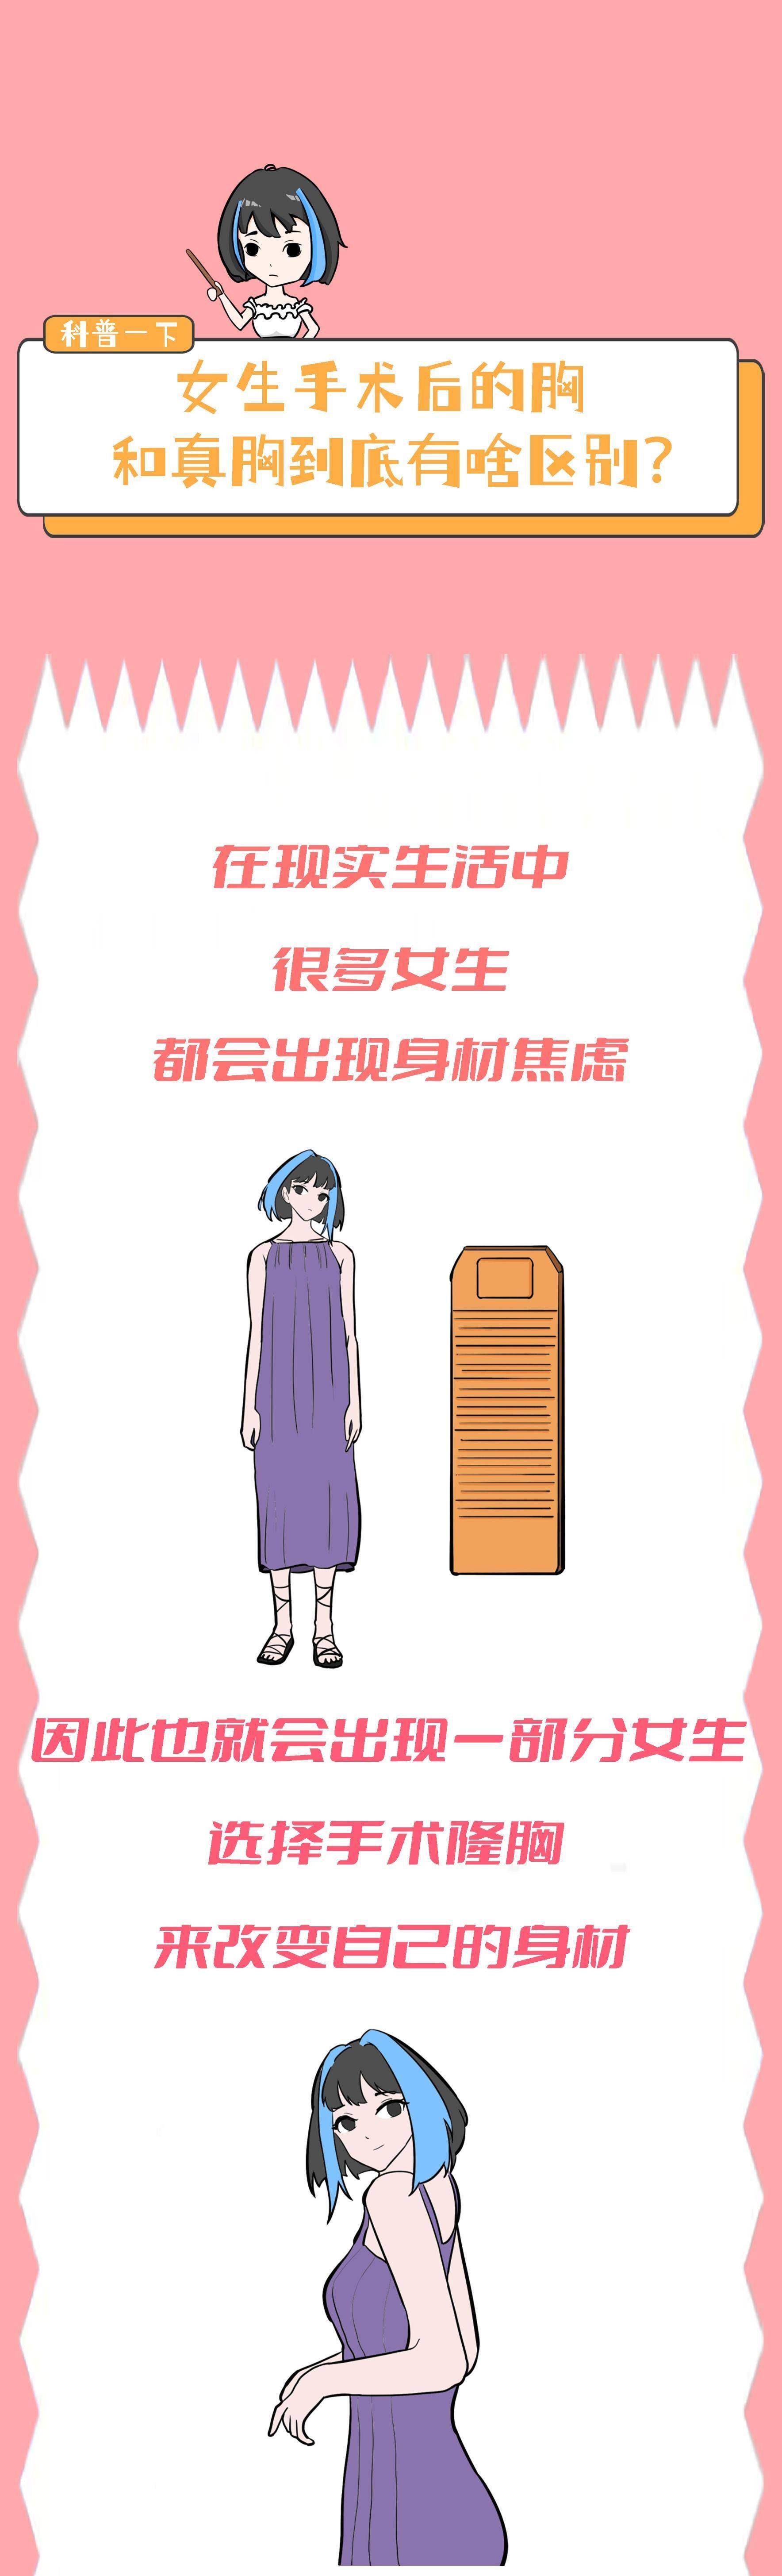 科普一下
女生手术后的胸
和真胸到底有啥区别？
在现实生活中
很多女生
都会出现身材焦虑
因此也就会出现一部分女生
选择手术隆胸
来改变自己的身材